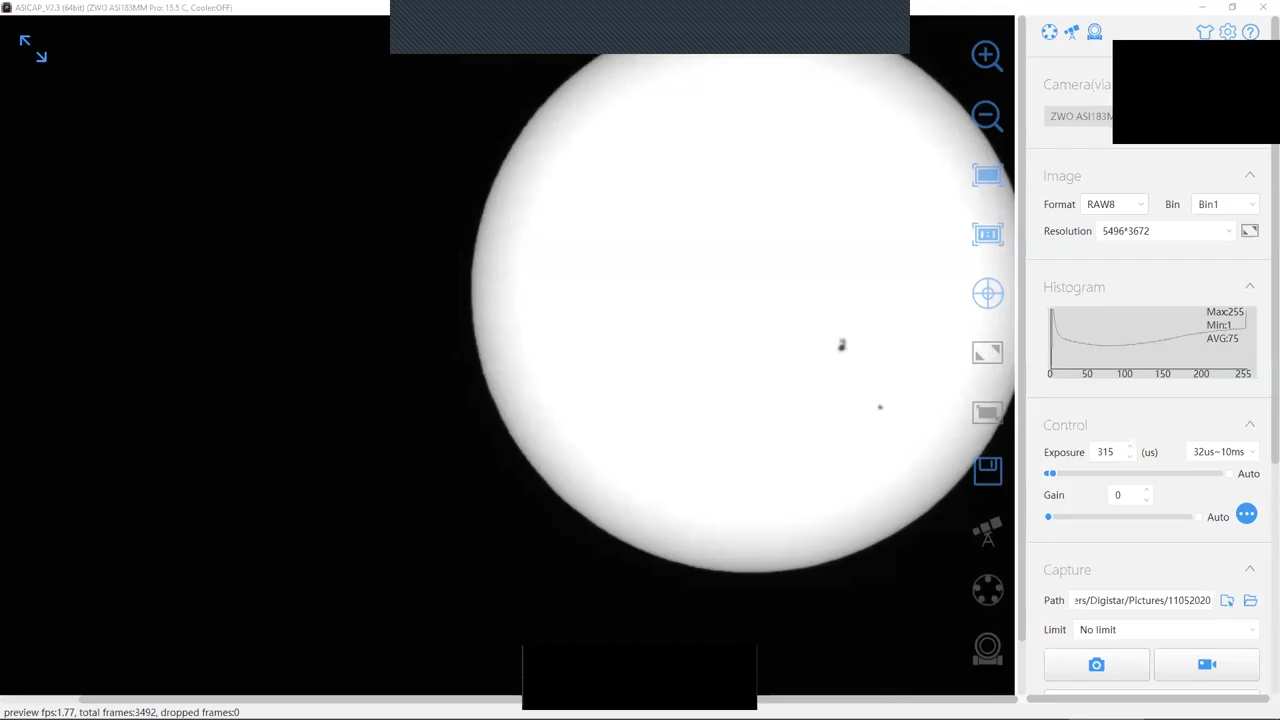 ASICAP_V2.3 (64bit) (ZWO ASI183MM Pro: 15.5 C, Cooler:OFF)
Camera(via
ZWO ASI183M
Image
Format RAW8 Bin Bin1
Resolution 5496*3672
Histogram
Max:255
Min:1
AVG:75
0 50 100 150 200 255
Control
Exposure 315 (us) 32us~10ms
Auto
Gain 0
Auto
Capture
Path ers/Digistar/Pictures/11052020
Limit No limit
preview fps:1.77, total frames:3492, dropped frames:0